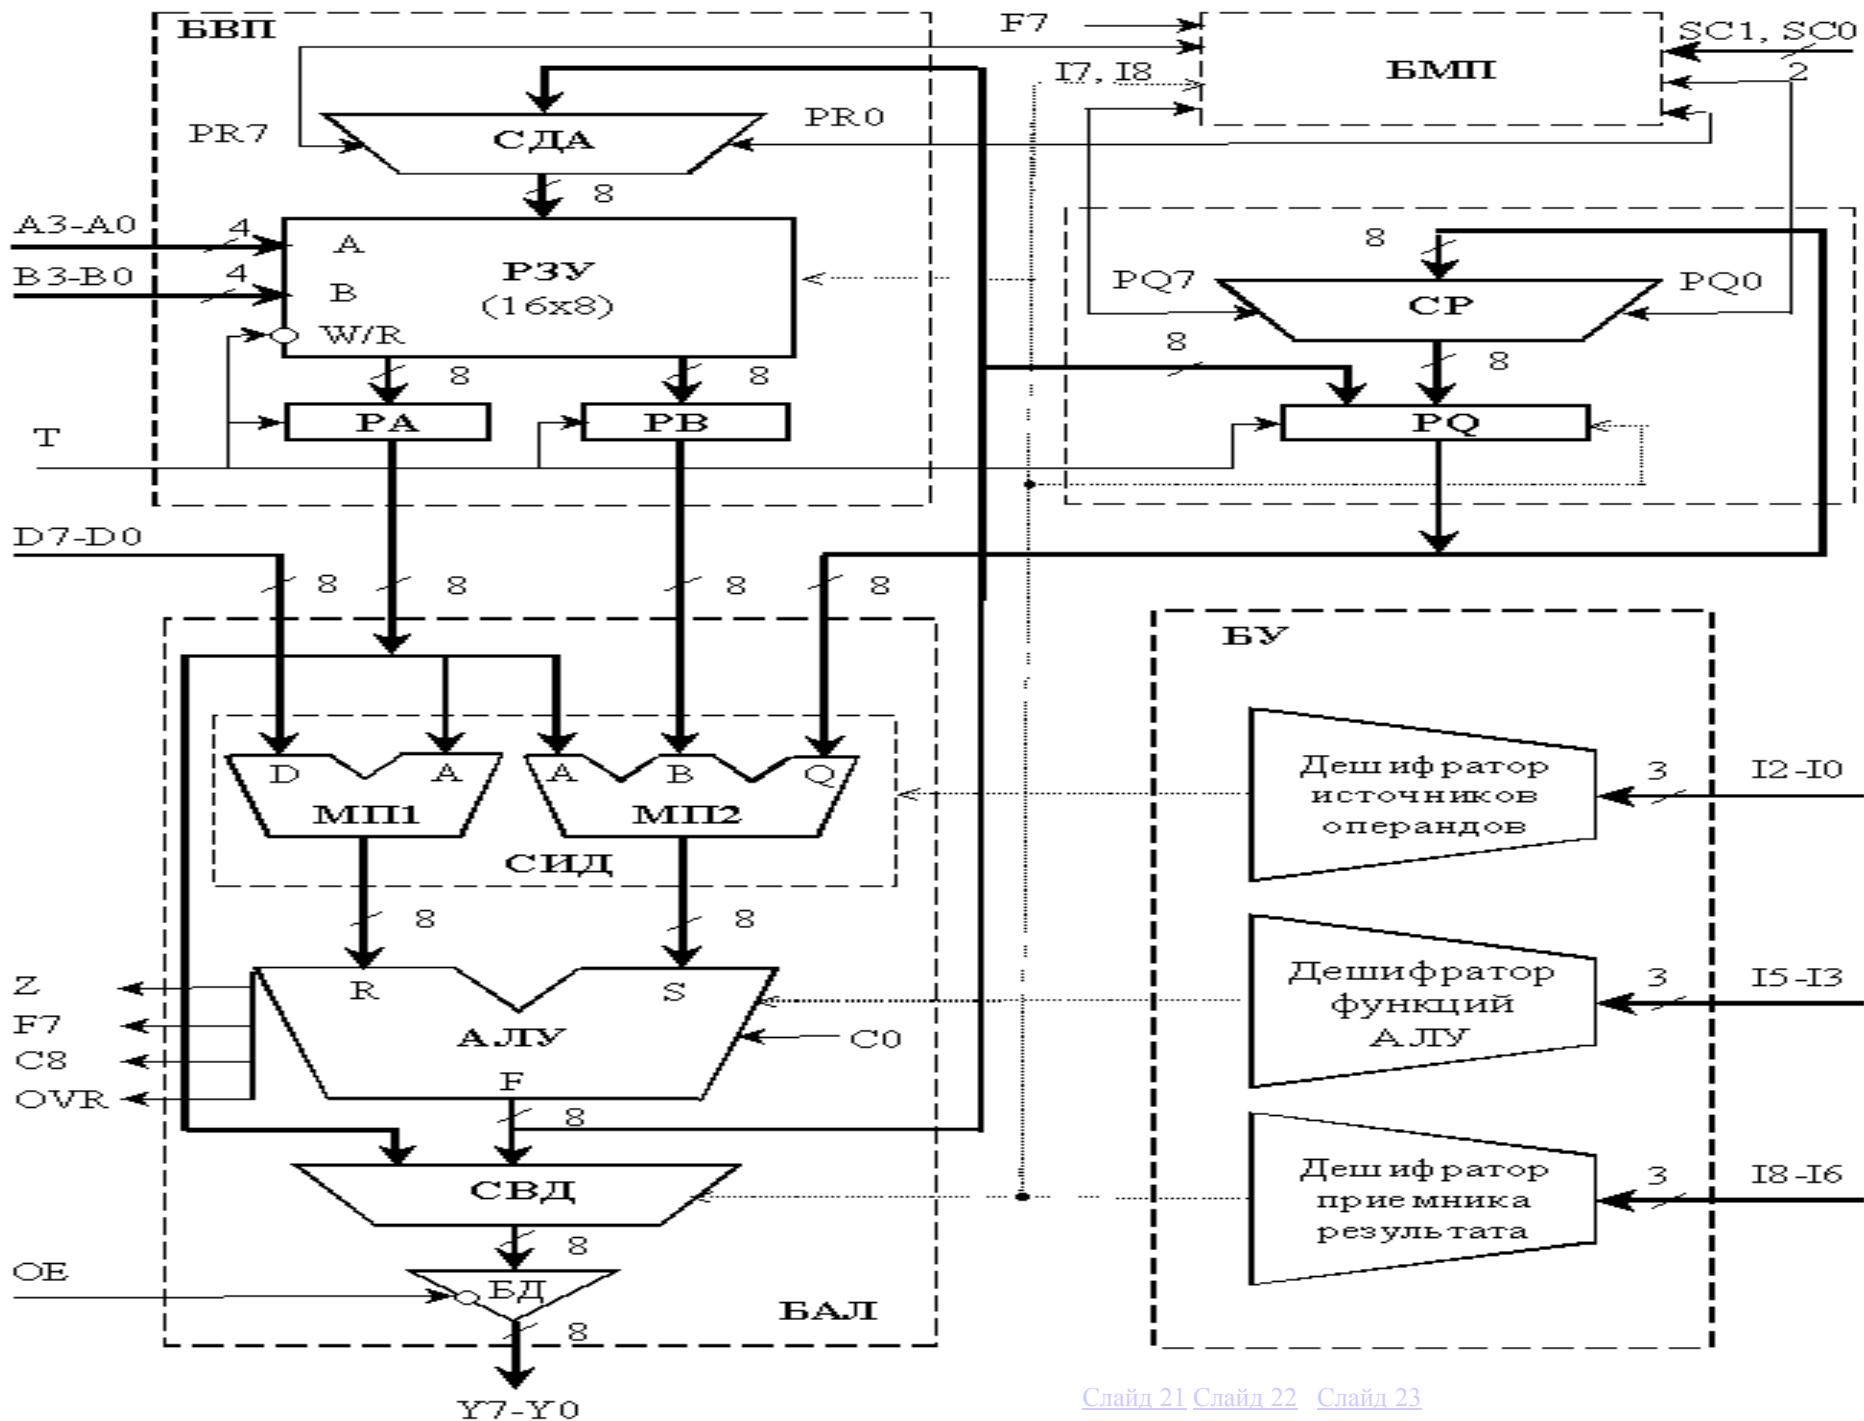 БВП
F7
SC1, SC0
I7, I8
БМП
2
PR7
СДА
PR0
8
A3-A0
4
A
B3-B0
4
B
РЗУ
(16x8)
W/R
8
PQ7
СР
PQ0
8
8
8
8
T
РА
РВ
PQ
D7-D0
8
8
8
8
БУ
D
A
A
B
Q
МП1
МП2
СИД
Дешифратор
источников
операндов
3
I2-I0
8
8
Z
F7
C8
OVR
R
S
АЛУ
F
C0
Дешифратор
функций
АЛУ
3
I5-I3
8
СВД
Дешифратор
приемника
результата
3
I8-I6
8
OE
БД
БАЛ
8
Y7-Y0
Слайд 21 Слайд 22 Слайд 23